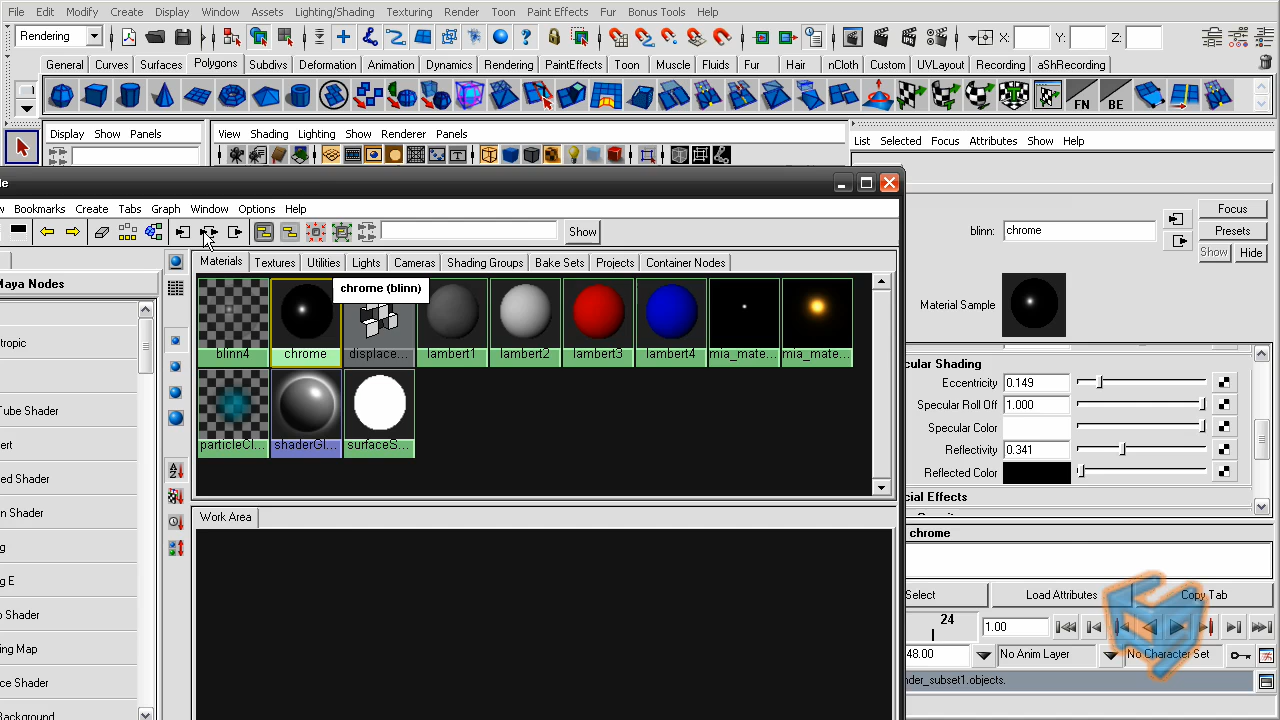 File Edit Modify Create Display Window Assets Lighting/Shading Texturing Render Toon Paint Effects Fur Bonus Tools Help
Rendering X: Y: Z:
General Curves Surfaces Polygons Subdivs Deformation Animation Dynamics Rendering PaintEffects Toon Muscle Fluids Fur Hair nCloth Custom UVLayout Recording aShRecording
FN BE
Display Show Panels View Shading Lighting Show Renderer Panels List Selected Focus Attributes Show Help
Bookmarks Create Tabs Graph Window Options Help
Show
blinn: chrome Focus
Presets
Show Hide
Materials Textures Utilities Lights Cameras Shading Groups Bake Sets Projects Container Nodes
Maya Nodes
chrome (blinn)
Material Sample
blinn4 chrome displace... lambert1 lambert2 lambert3 lambert4 mia_mate... mia_mate...
particleCl... shaderGl... surfaceS...
tropic
Tube Shader
ed Shader
Shader
ng Map
ce Shader
ackground
cular Shading
Eccentricity 0.149
Specular Roll Off 1.000
Specular Color
Reflectivity 0.341
Reflected Color
cial Effects
Work Area
chrome
Select Load Attributes Copy Tab
24 1.00
48.00 No Anim Layer No Character Set
nder_subset1.objects.